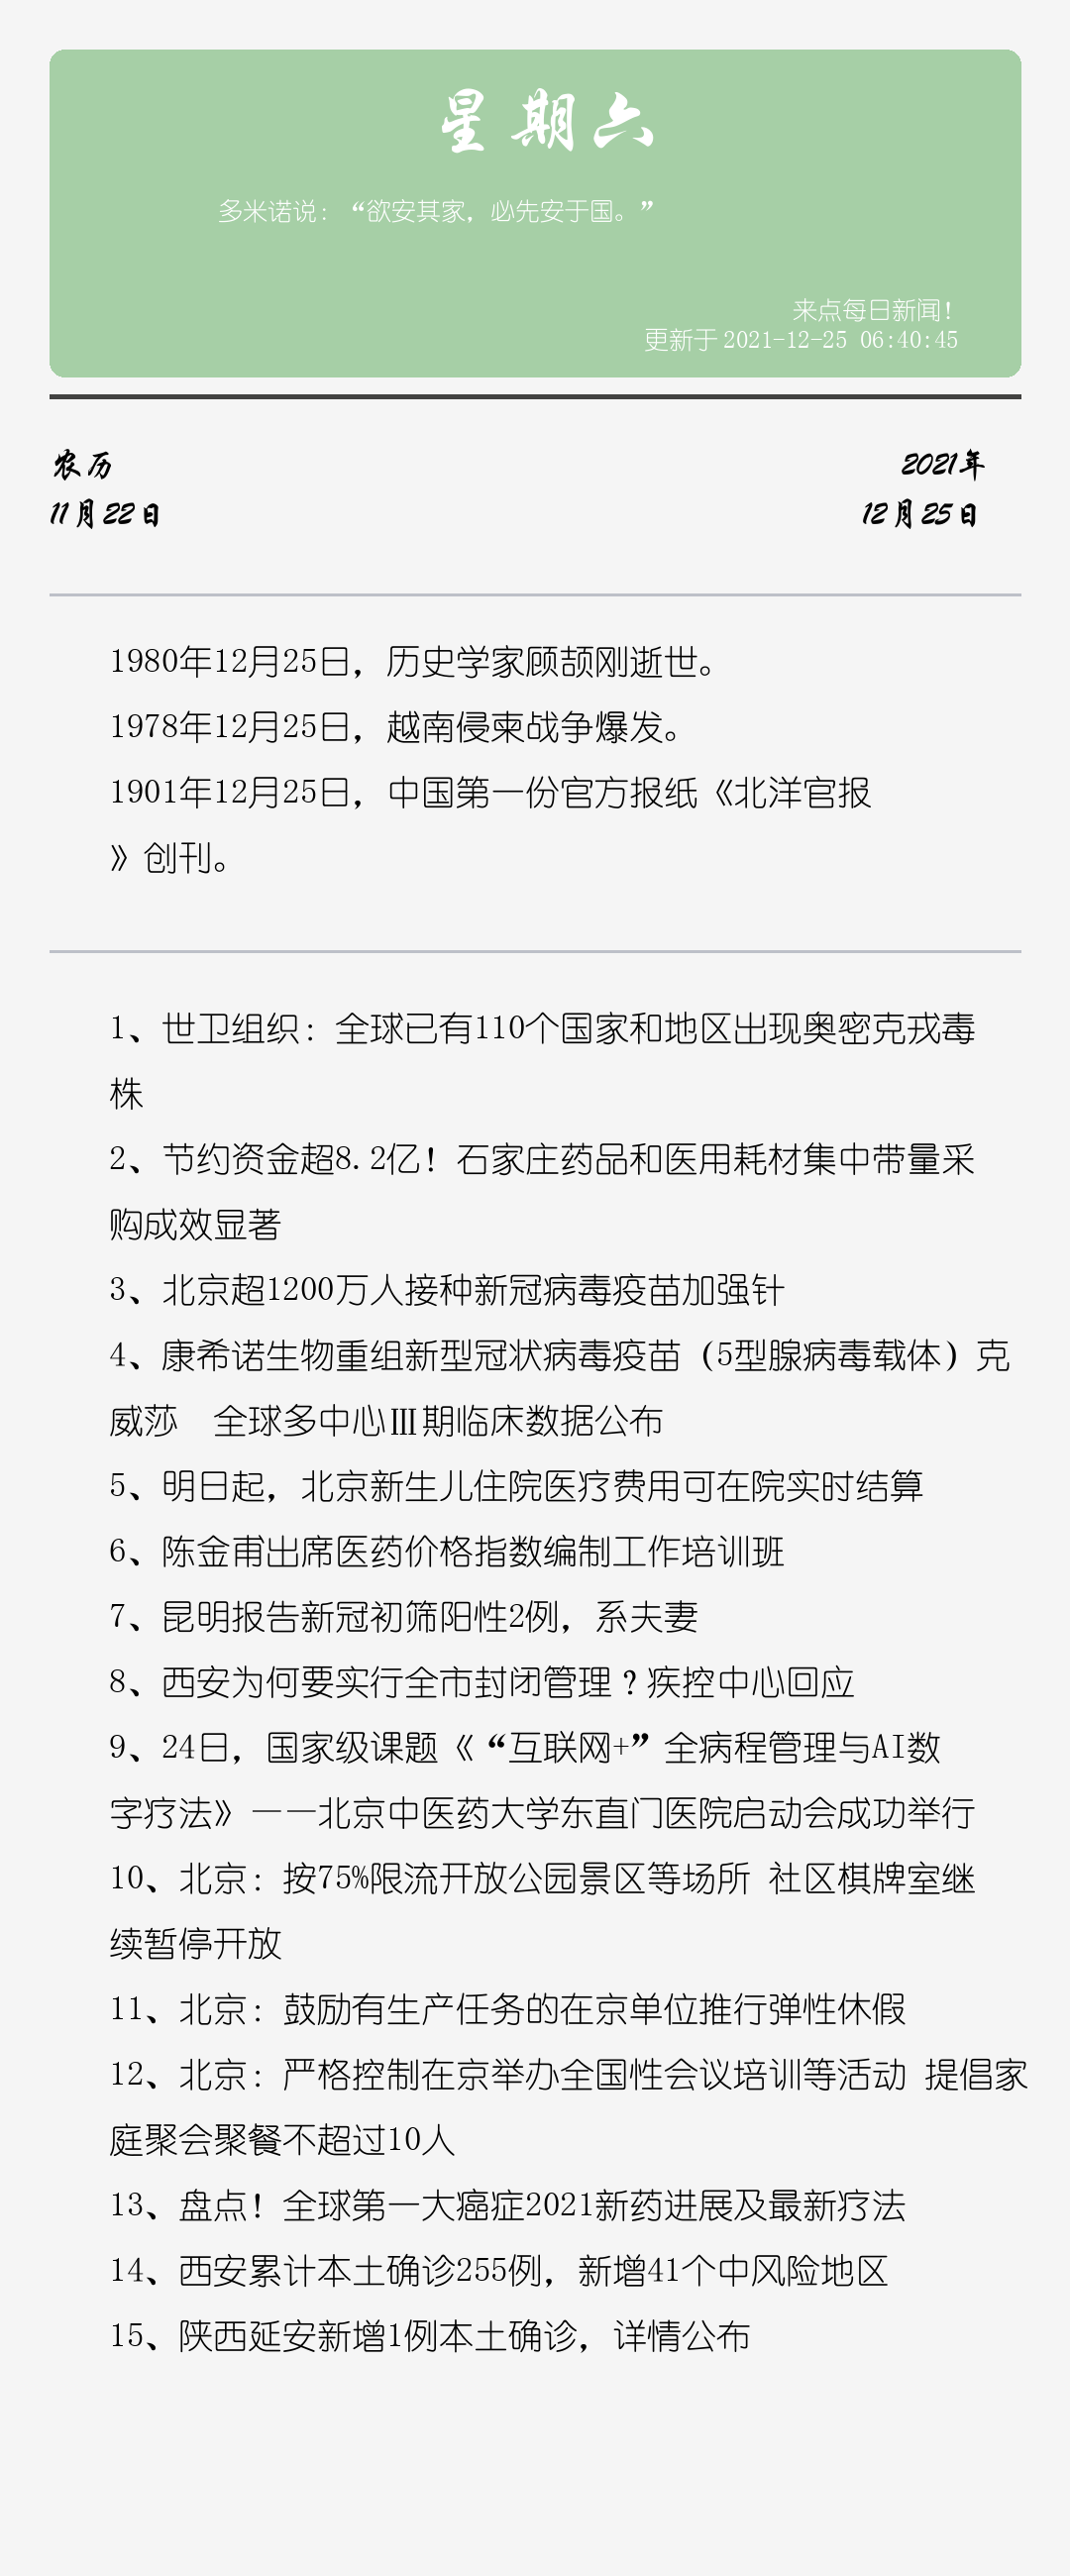 星期六
多米诺说：“欲安其家，必先安于国。”
来点每日新闻！
更新于2021-12-25 06:40:45
农历
2021年
11月22日
12月25日
1980年12月25日，历史学家顾颉刚逝世。
1978年12月25日，越南侵柬战争爆发。
1901年12月25日，中国第一份官方报纸《北洋官报
》创刊。
1、世卫组织：全球已有110个国家和地区出现奥密克戎毒
株
2、节约资金超8.2亿！石家庄药品和医用耗材集中带量采
购成效显著
3、北京超1200万人接种新冠病毒疫苗加强针
4、康希诺生物重组新型冠状病毒疫苗（5型腺病毒载体）克
威莎　全球多中心Ⅲ期临床数据公布
5、明日起，北京新生儿住院医疗费用可在院实时结算
6、陈金甫出席医药价格指数编制工作培训班
7、昆明报告新冠初筛阳性2例，系夫妻
8、西安为何要实行全市封闭管理？疾控中心回应
9、24日，国家级课题《“互联网+”全病程管理与AI数
字疗法》——北京中医药大学东直门医院启动会成功举行
10、北京：按75%限流开放公园景区等场所 社区棋牌室继
续暂停开放
11、北京：鼓励有生产任务的在京单位推行弹性休假
12、北京：严格控制在京举办全国性会议培训等活动 提倡家
庭聚会聚餐不超过10人
13、盘点！全球第一大癌症2021新药进展及最新疗法
14、西安累计本土确诊255例，新增41个中风险地区
15、陕西延安新增1例本土确诊，详情公布